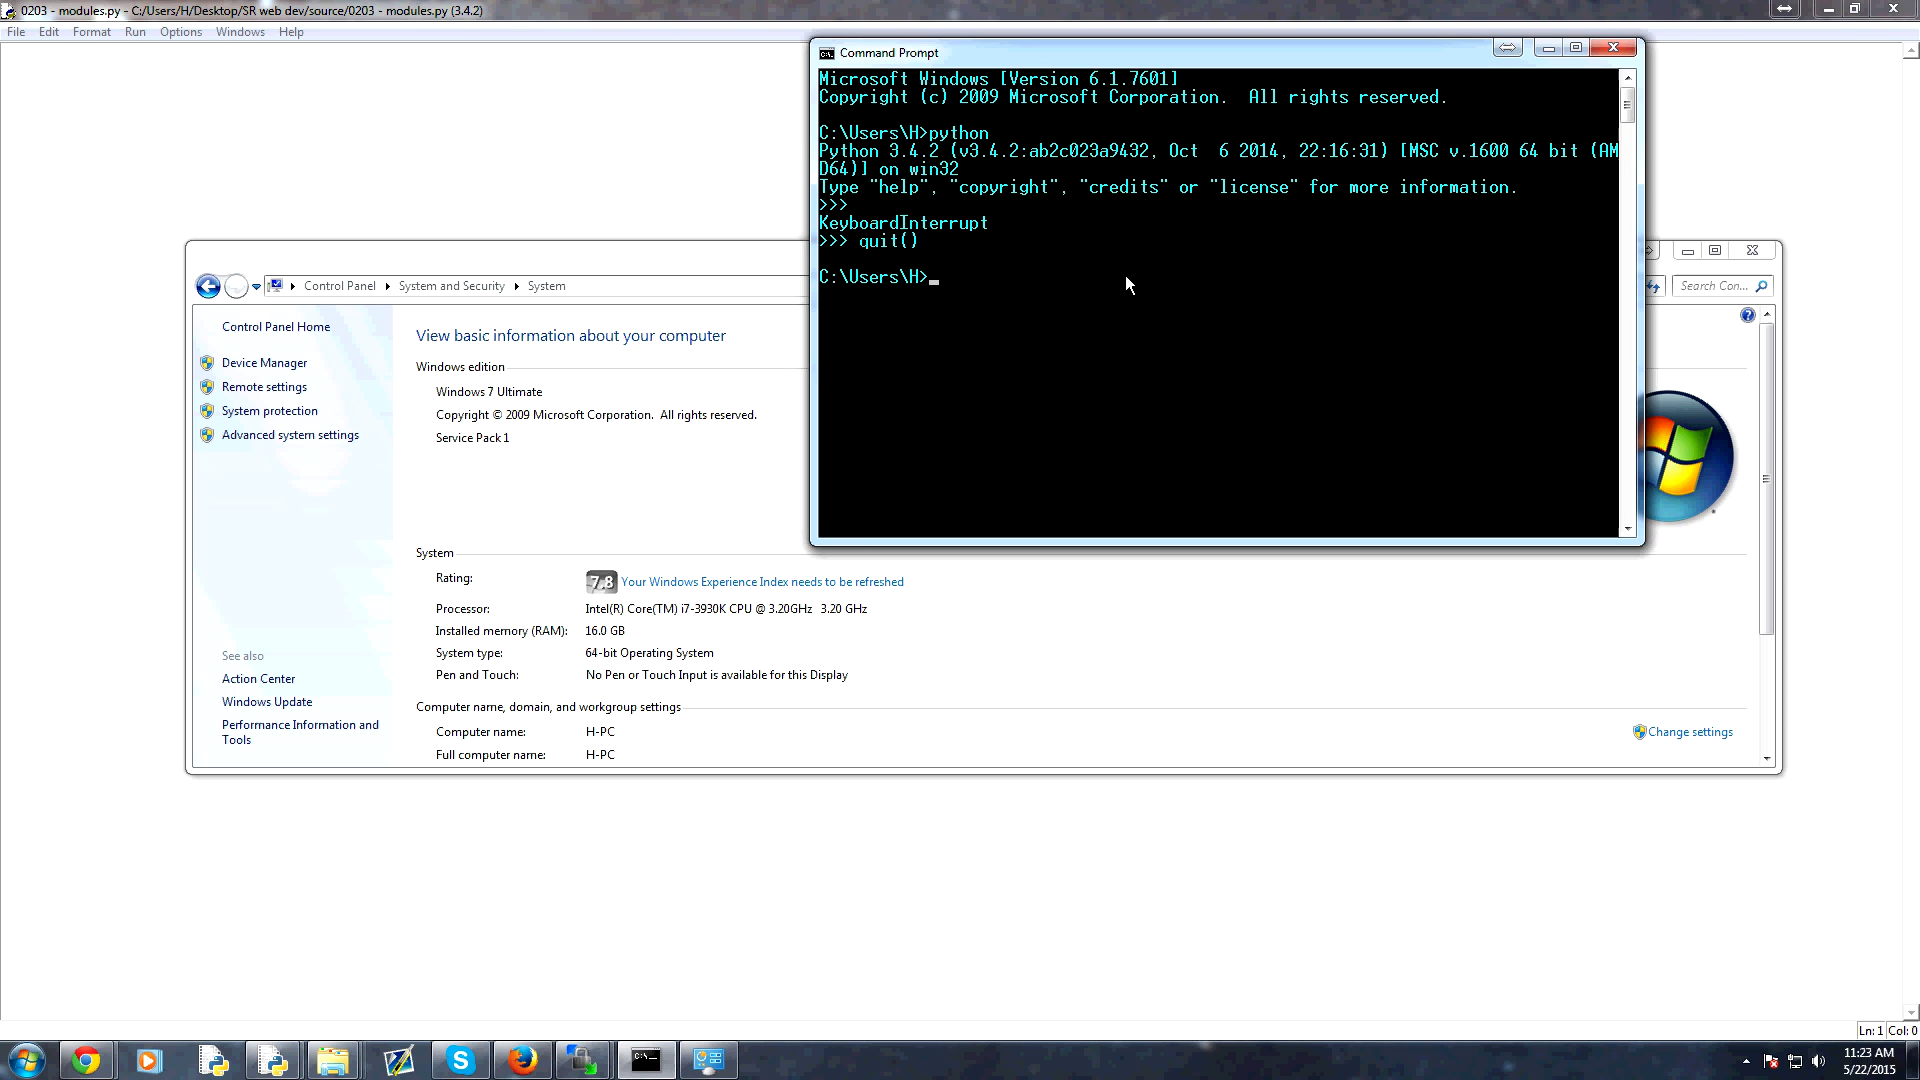 0203 - modules.py - C:/Users/H/Desktop/SR web dev/source/0203 - modules.py (3.4.2)
File Edit Format Run Options Windows Help
Command Prompt
Microsoft Windows [Version 6.1.7601]
Copyright (c) 2009 Microsoft Corporation.  All rights reserved.
C:\Users\H>python
Python 3.4.2 (v3.4.2:ab2c023a9432, Oct  6 2014, 22:16:31) [MSC v.1600 64 bit (AM
D64)] on win32
Type "help", "copyright", "credits" or "license" for more information.
>>>
KeyboardInterrupt
>>> quit()
C:\Users\H>_
Control Panel System and Security System
Search Con...
Control Panel Home
Device Manager
Remote settings
System protection
Advanced system settings
See also
Action Center
Windows Update
Performance Information and
Tools
View basic information about your computer
Windows edition
Windows 7 Ultimate
Copyright © 2009 Microsoft Corporation.  All rights reserved.
Service Pack 1
System
Rating: 7.8 Your Windows Experience Index needs to be refreshed
Processor: Intel(R) Core(TM) i7-3930K CPU @ 3.20GHz 3.20 GHz
Installed memory (RAM): 16.0 GB
System type: 64-bit Operating System
Pen and Touch: No Pen or Touch Input is available for this Display
Computer name, domain, and workgroup settings
Computer name: H-PC
Change settings
Full computer name: H-PC
Ln: 1 Col: 0
11:23 AM
5/22/2015